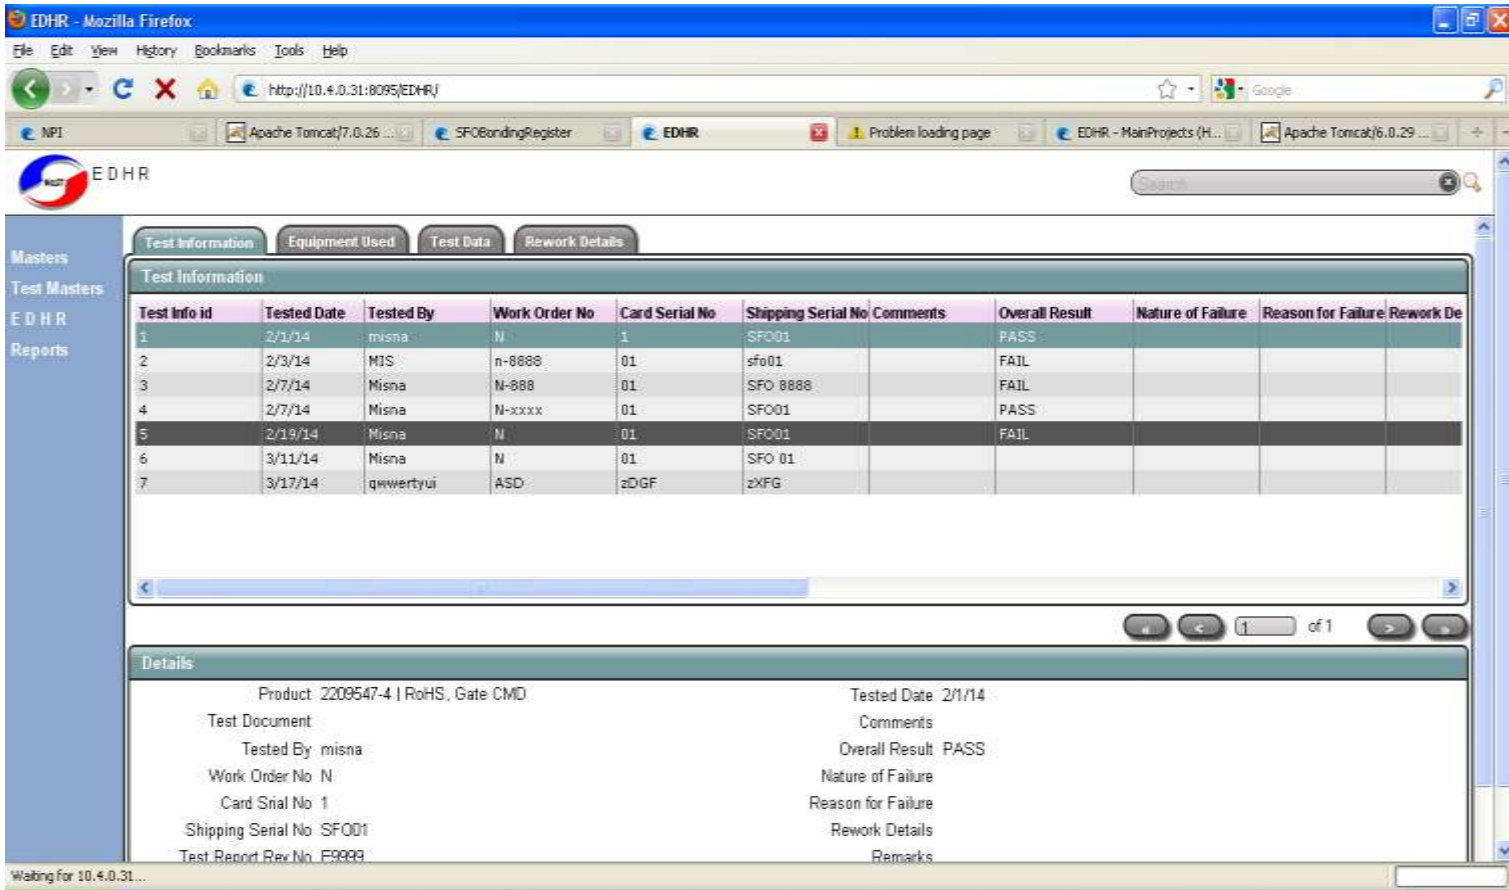 EDHR - Mozilla Firefox
File Edit View History Bookmarks Tools Help
http://10.4.0.31:8095/EDHR/ Google
NPI Apache Tomcat/7.0.26 ... SFOBondingRegister EDHR Problem loading page EDHR - MainProjects (H... Apache Tomcat/6.0.29 ...
EDHR Search
Test Information Equipment Used Test Data Rework Details
Masters
Test Masters
E D H R
Reports
Test Information
Test Info id Tested Date Tested By Work Order No Card Serial No Shipping Serial No Comments Overall Result Nature of Failure Reason for Failure Rework De
1 2/1/14 misna N 1 SFO01 PASS
2 2/3/14 MIS n-8888 01 sfo01 FAIL
3 2/7/14 Misna N-888 01 SFO 8888 FAIL
4 2/7/14 Misna N-xxxx 01 SFO01 PASS
5 2/19/14 Misna N 01 SFO01 FAIL
6 3/11/14 Misna N 01 SFO 01
7 3/17/14 qwwertyui ASD zDGF zXFG
1 of 1
Details
Product 2209547-4 | RoHS, Gate CMD Tested Date 2/1/14
Test Document Comments
Tested By misna Overall Result PASS
Work Order No N Nature of Failure
Card Srial No 1 Reason for Failure
Shipping Serial No SFO01 Rework Details
Test Report Rev No E9999 Remarks
Waiting for 10.4.0.31...